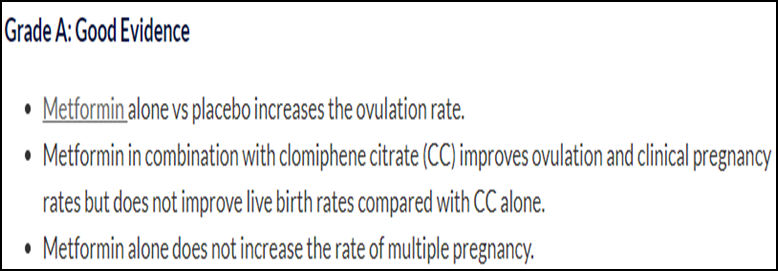 Grade A: Good Evidence
• Metformin alone vs placebo increases the ovulation rate.
• Metformin in combination with clomiphene citrate (CC) improves ovulation and clinical pregnancy
rates but does not improve live birth rates compared with CC alone.
• Metformin alone does not increase the rate of multiple pregnancy.